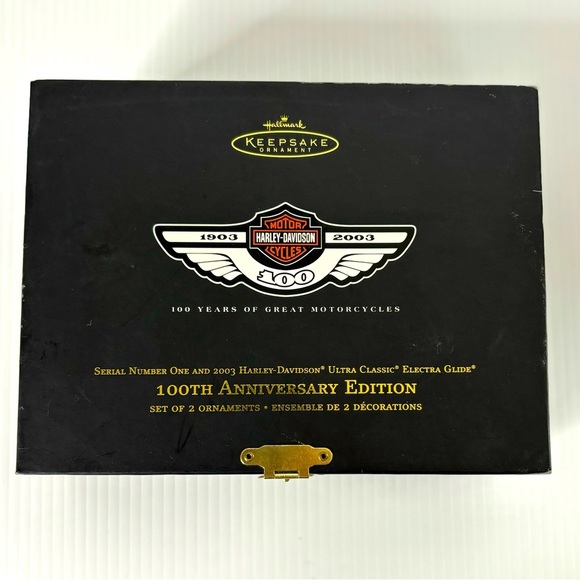 Hallmark
KEEPSAKE
ORNAMENT
MOTOR
1903 HARLEY-DAVIDSON 2003
CYCLES
100
100 YEARS OF GREAT MOTORCYCLES
SERIAL NUMBER ONE AND 2003 HARLEY-DAVIDSON® ULTRA CLASSIC® ELECTRA GLIDE®
100TH ANNIVERSARY EDITION
SET OF 2 ORNAMENTS • ENSEMBLE DE 2 DÉCORATIONS